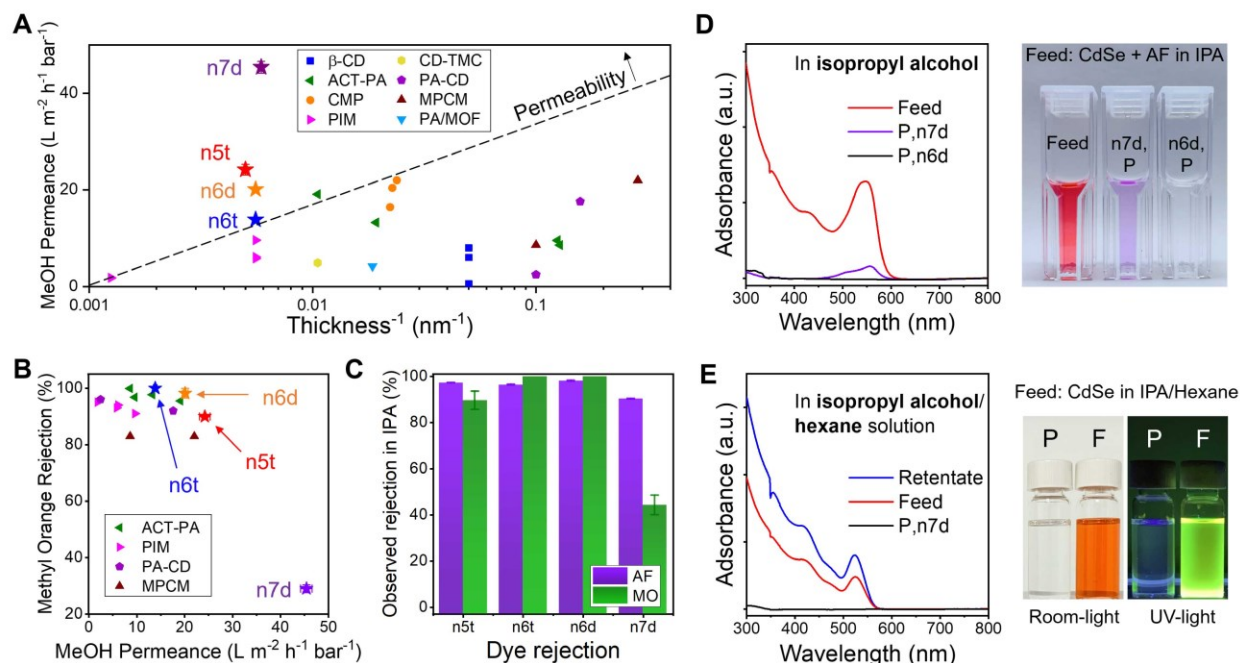 A
MeOH Permeance (L m⁻² h⁻¹ bar⁻¹)
40
20
0
n7d
n5t
n6d
n6t
β-CD
ACT-PA
CMP
PIM
CD-TMC
PA-CD
MPCM
PA/MOF
Permeability
0.001
0.01
0.1
Thickness⁻¹ (nm⁻¹)
B
Methyl Orange Rejection (%)
120
100
80
60
40
20
n6d
n5t
n6t
ACT-PA
PIM
PA-CD
MPCM
n7d
0 10 20 30 40 50
MeOH Permeance (L m⁻² h⁻¹ bar⁻¹)
C
Observed rejection in IPA (%)
100
80
60
40
20
0
AF
MO
n5t n6t n6d n7d
Dye rejection
D
Adsorbance (a.u.)
In isopropyl alcohol
Feed
P,n7d
P,n6d
300 400 500 600 700 800
Wavelength (nm)
Feed: CdSe + AF in IPA
Feed
n7d,
P
n6d,
P
E
Adsorbance (a.u.)
In isopropyl alcohol/
hexane solution
Retentate
Feed
P,n7d
300 400 500 600 700 800
Wavelength (nm)
Feed: CdSe in IPA/Hexane
P F P F
Room-light UV-light